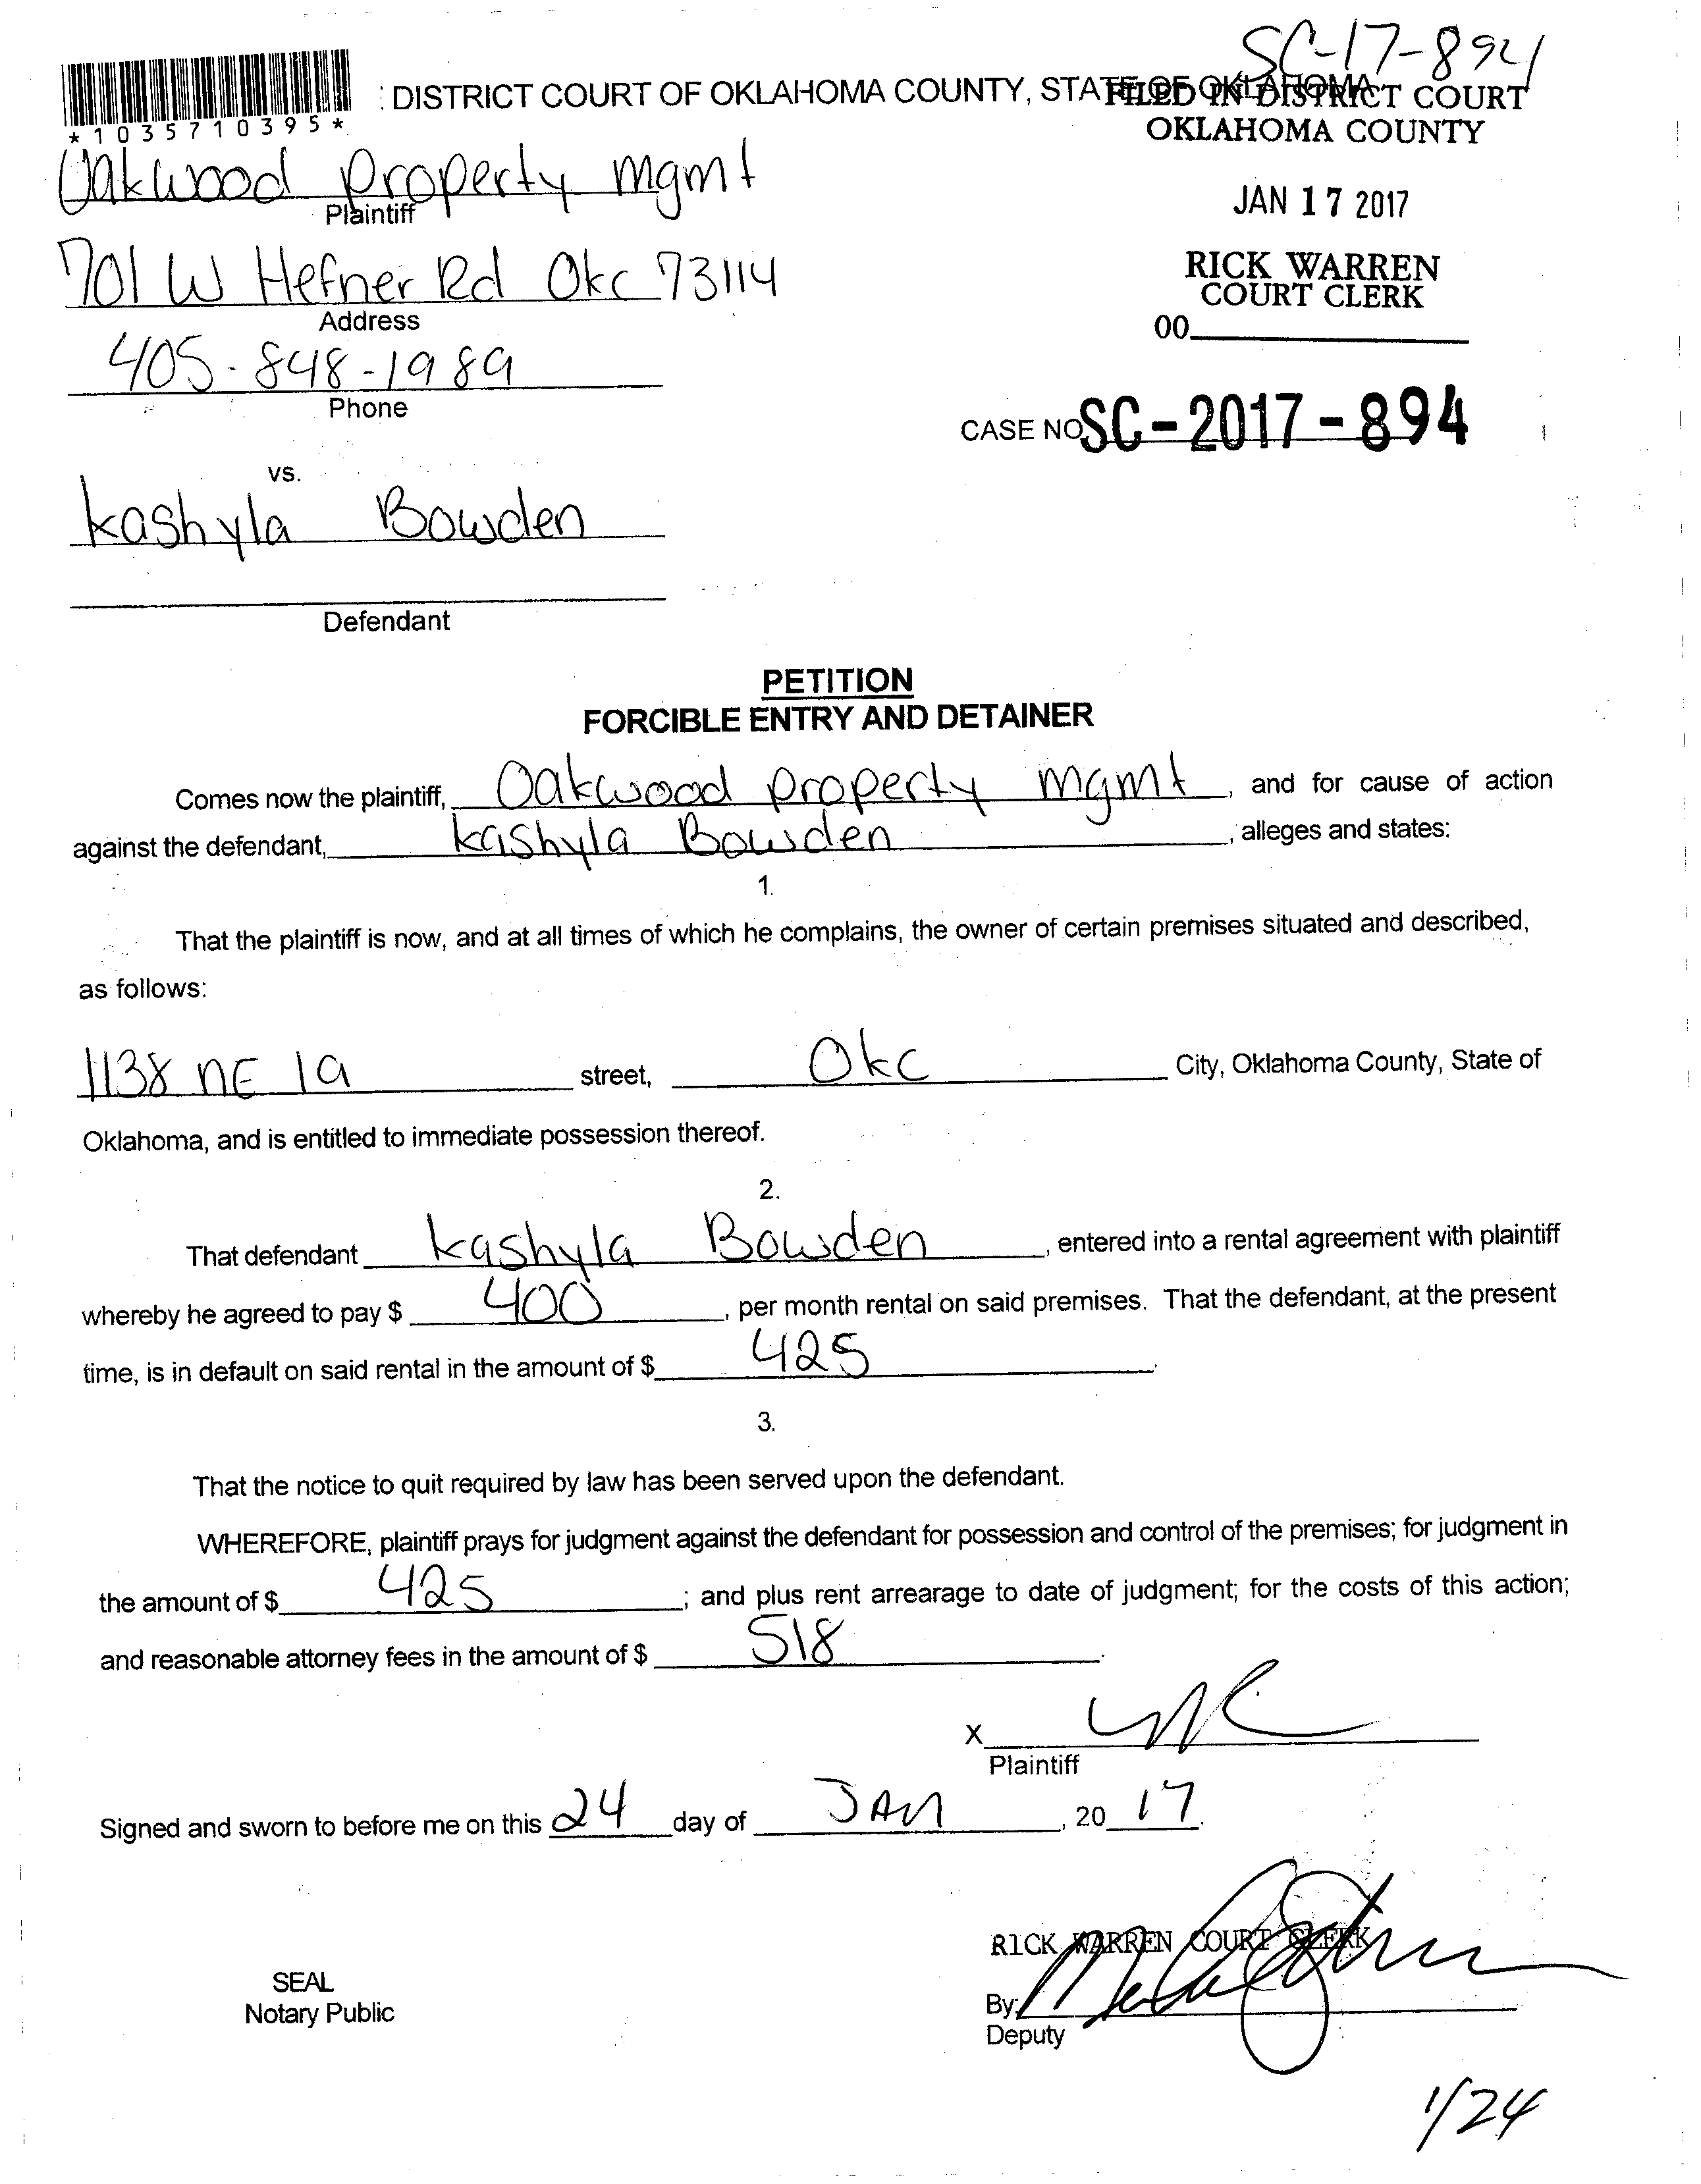 SC-17-894
: DISTRICT COURT OF OKLAHOMA COUNTY, STATE OF OKLAHOMA
FILED IN DISTRICT COURT
OKLAHOMA COUNTY
*1035710395*
Oakwood property mgmt
Plaintiff
JAN 17 2017
701 W Hefner Rd Okc 73114
Address
RICK WARREN
COURT CLERK
00
405-848-1989
Phone
CASE NO. SC-2017-894
vs.
kashyla Bowden
Defendant
PETITION
FORCIBLE ENTRY AND DETAINER
Comes now the plaintiff, Oakwood property mgmt, and for cause of action
against the defendant, kashyla Bowden, alleges and states:
1.
That the plaintiff is now, and at all times of which he complains, the owner of certain premises situated and described,
as follows:
1138 NE 19 street, Okc City, Oklahoma County, State of
Oklahoma, and is entitled to immediate possession thereof.
2.
That defendant kashyla Bowden, entered into a rental agreement with plaintiff
whereby he agreed to pay $ 400, per month rental on said premises. That the defendant, at the present
time, is in default on said rental in the amount of $ 425.
3.
That the notice to quit required by law has been served upon the defendant.
WHEREFORE, plaintiff prays for judgment against the defendant for possession and control of the premises; for judgment in
the amount of $ 425; and plus rent arrearage to date of judgment; for the costs of this action;
and reasonable attorney fees in the amount of $ 518.
X
Plaintiff
Signed and sworn to before me on this 24 day of JAN, 20 17.
RICK WARREN COURT CLERK
SEAL
Notary Public
By:
Deputy
1/24